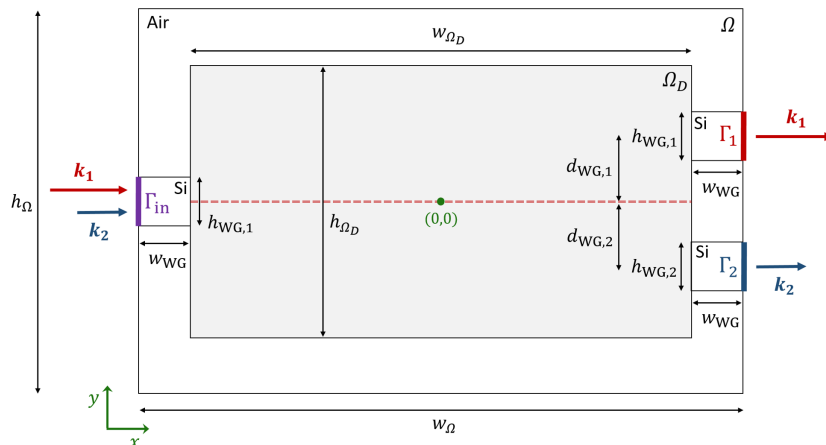 Air
Ω
w_{Ω_D}
Ω_D
Si
Γ_1
h_{WG,1}
k_1
d_{WG,1}
k_1
Si
Γ_in
h_{WG,1}
w_WG
h_Ω
(0,0)
h_{Ω_D}
k_2
w_WG
d_{WG,2}
Si
h_{WG,2}
Γ_2
k_2
w_WG
y
x
w_Ω